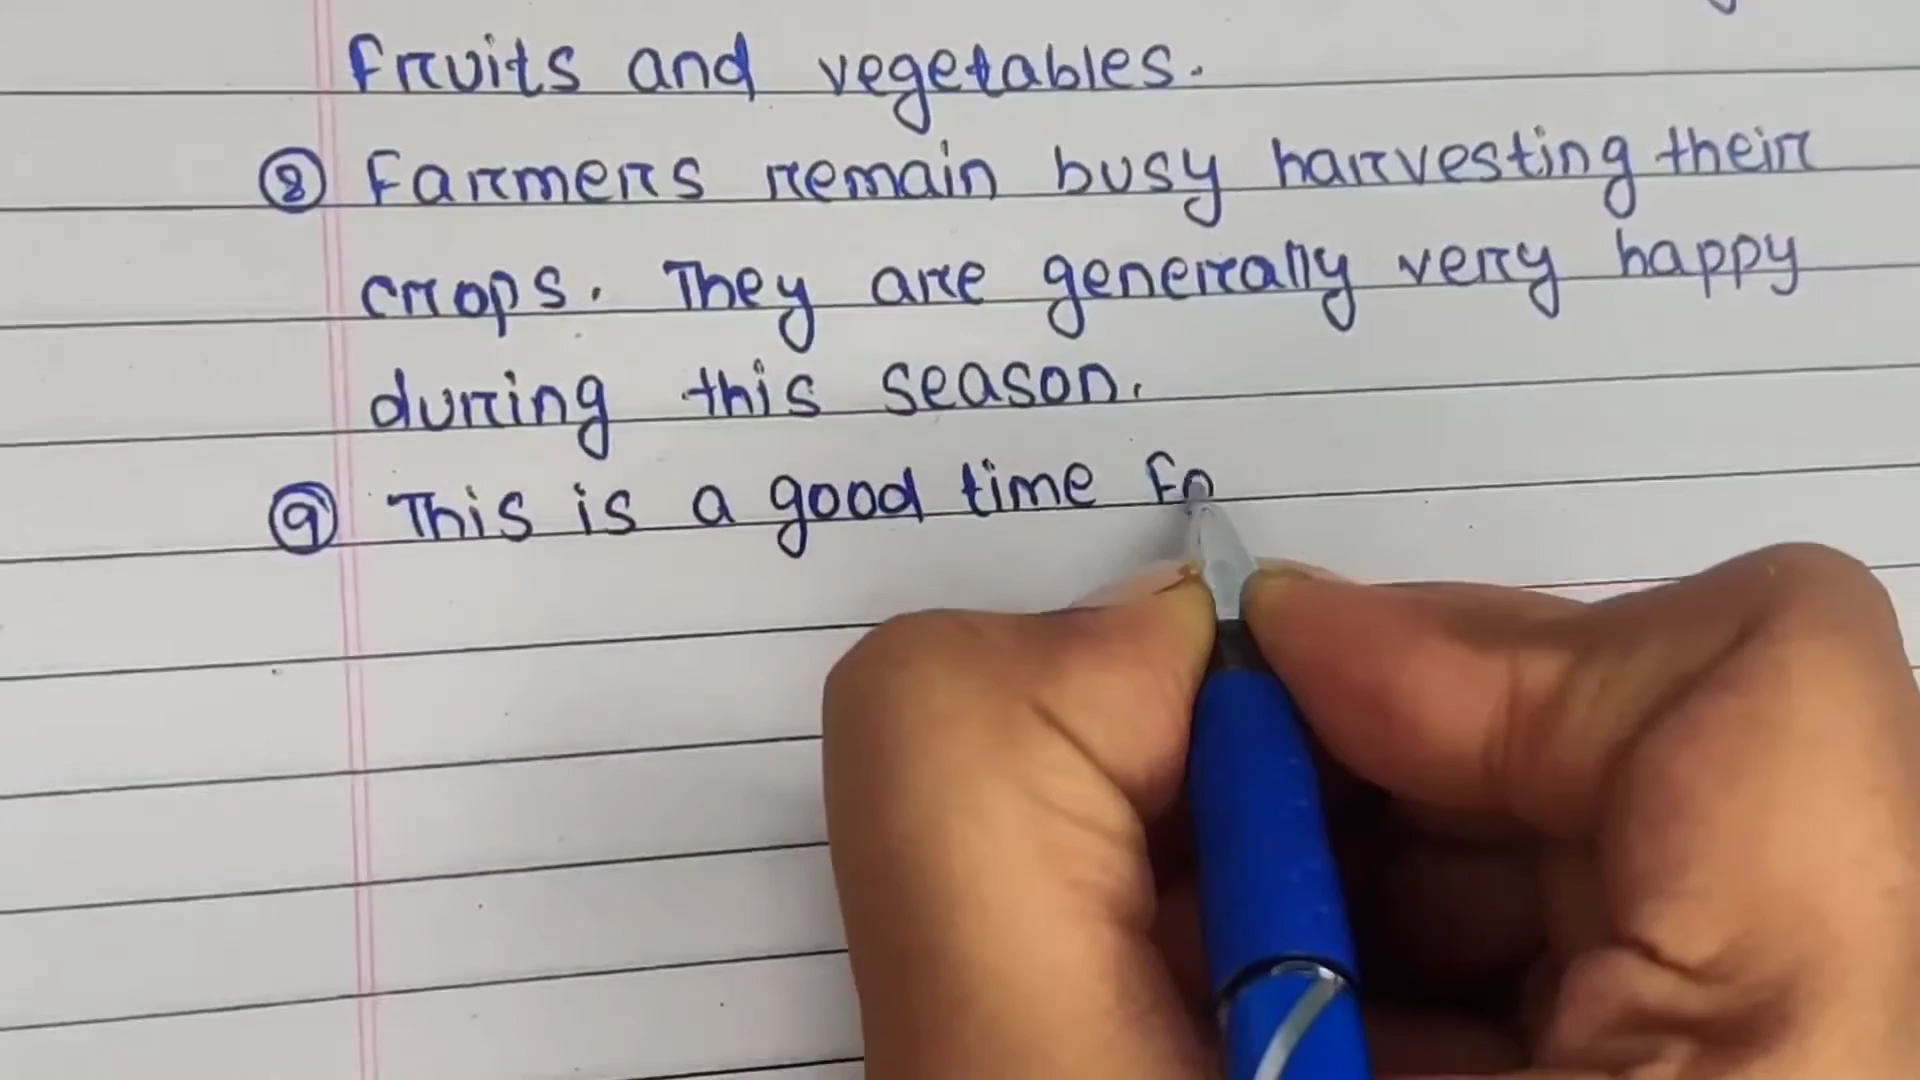 fruits and vegetables.
⑧ Farmers remain busy harvesting their
crops. They are generally very happy
during this season.
⑨ This is a good time fo